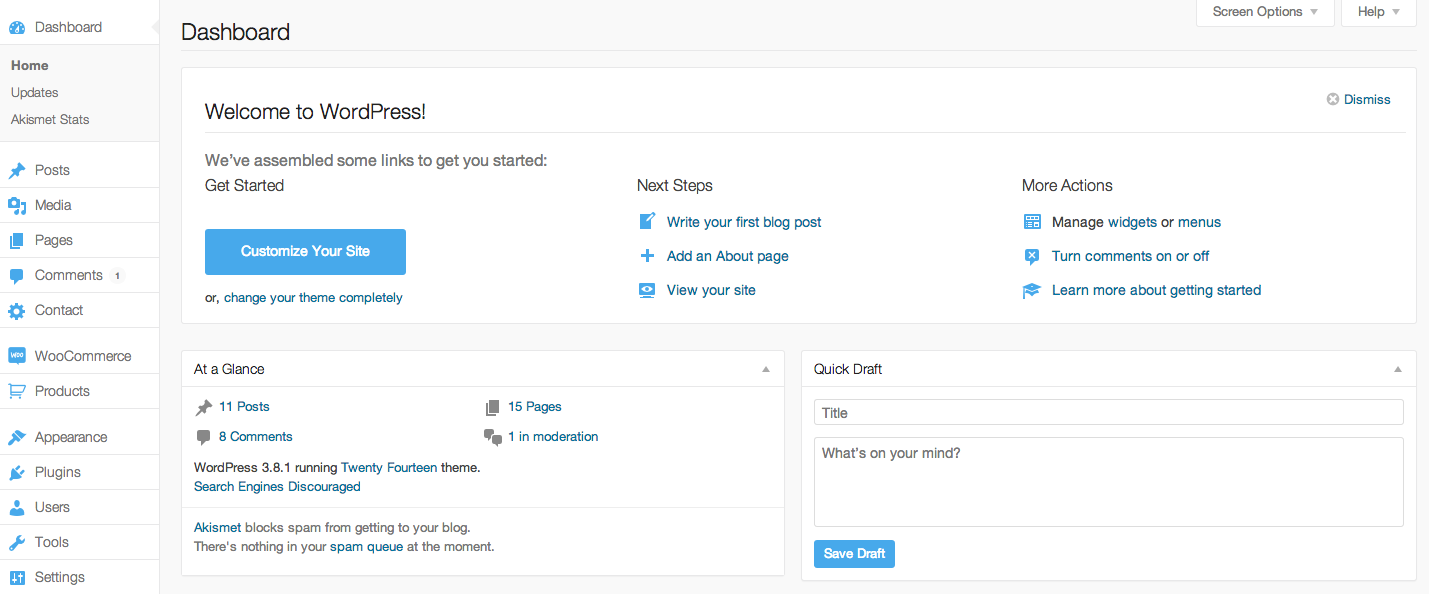 Dashboard
Home
Updates
Akismet Stats
Posts
Media
Pages
Comments 1
Contact
WooCommerce
Products
Appearance
Plugins
Users
Tools
Settings
Screen Options
Help
Dashboard
Welcome to WordPress!
Dismiss
We've assembled some links to get you started:
Get Started
Customize Your Site
or, change your theme completely
Next Steps
Write your first blog post
Add an About page
View your site
More Actions
Manage widgets or menus
Turn comments on or off
Learn more about getting started
At a Glance
11 Posts
15 Pages
8 Comments
1 in moderation
WordPress 3.8.1 running Twenty Fourteen theme.
Search Engines Discouraged
Akismet blocks spam from getting to your blog.
There's nothing in your spam queue at the moment.
Quick Draft
Title
What's on your mind?
Save Draft